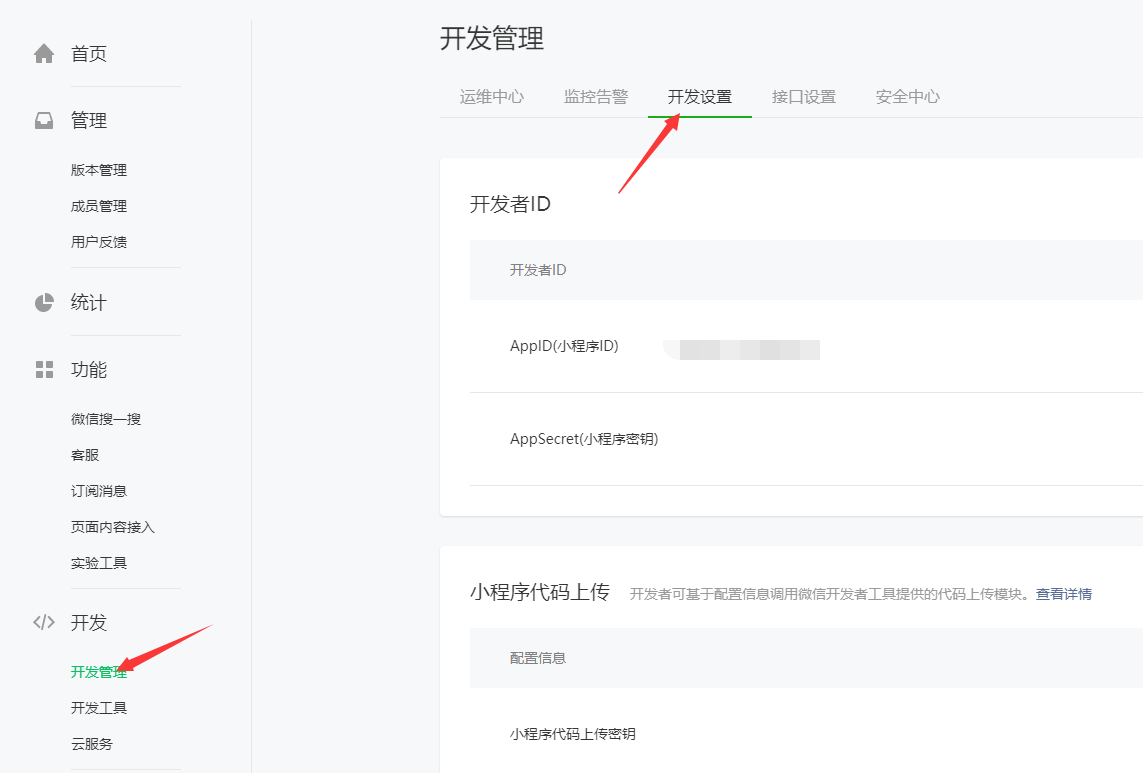 首页
管理
版本管理
成员管理
用户反馈
统计
功能
微信搜一搜
客服
订阅消息
页面内容接入
实验工具
</> 开发
开发管理
开发工具
云服务
开发管理
运维中心 监控告警 开发设置 接口设置 安全中心
开发者ID
开发者ID
AppID(小程序ID)
AppSecret(小程序密钥)
小程序代码上传 开发者可基于配置信息调用微信开发者工具提供的代码上传模块。查看详情
配置信息
小程序代码上传密钥